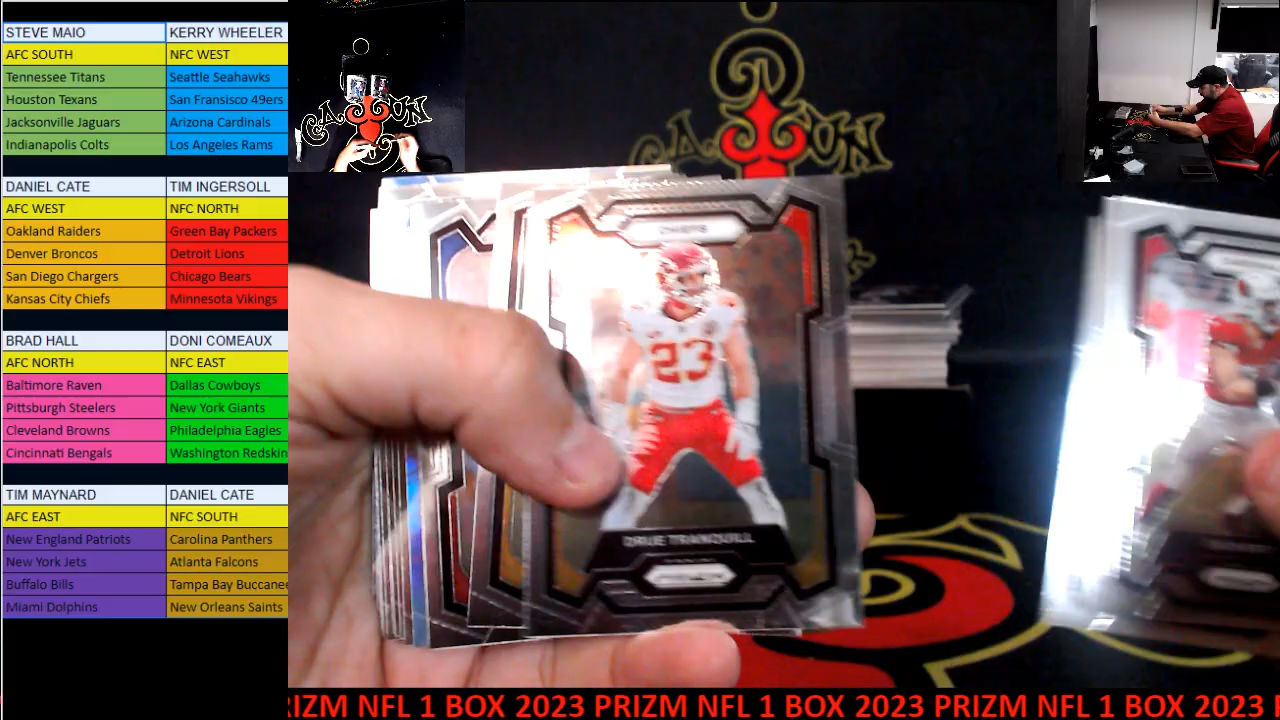 STEVE MAIO KERRY WHEELER
AFC SOUTH NFC WEST
Tennessee Titans Seattle Seahawks
Houston Texans San Fransisco 49ers
Jacksonville Jaguars Arizona Cardinals
Indianapolis Colts Los Angeles Rams
DANIEL CATE TIM INGERSOLL
AFC WEST NFC NORTH
Oakland Raiders Green Bay Packers
Denver Broncos Detroit Lions
San Diego Chargers Chicago Bears
Kansas City Chiefs Minnesota Vikings
BRAD HALL DONI COMEAUX
AFC NORTH NFC EAST
Baltimore Raven Dallas Cowboys
Pittsburgh Steelers New York Giants
Cleveland Browns Philadelphia Eagles
Cincinnati Bengals Washington Redskin
TIM MAYNARD DANIEL CATE
AFC EAST NFC SOUTH
New England Patriots Carolina Panthers
New York Jets Atlanta Falcons
Buffalo Bills Tampa Bay Buccanee
Miami Dolphins New Orleans Saints
CHIEFS
23
DRUE TRANQUILL
RIZM NFL 1 BOX 2023 PRIZM NFL 1 BOX 2023 PRIZM NFL 1 BOX 2023